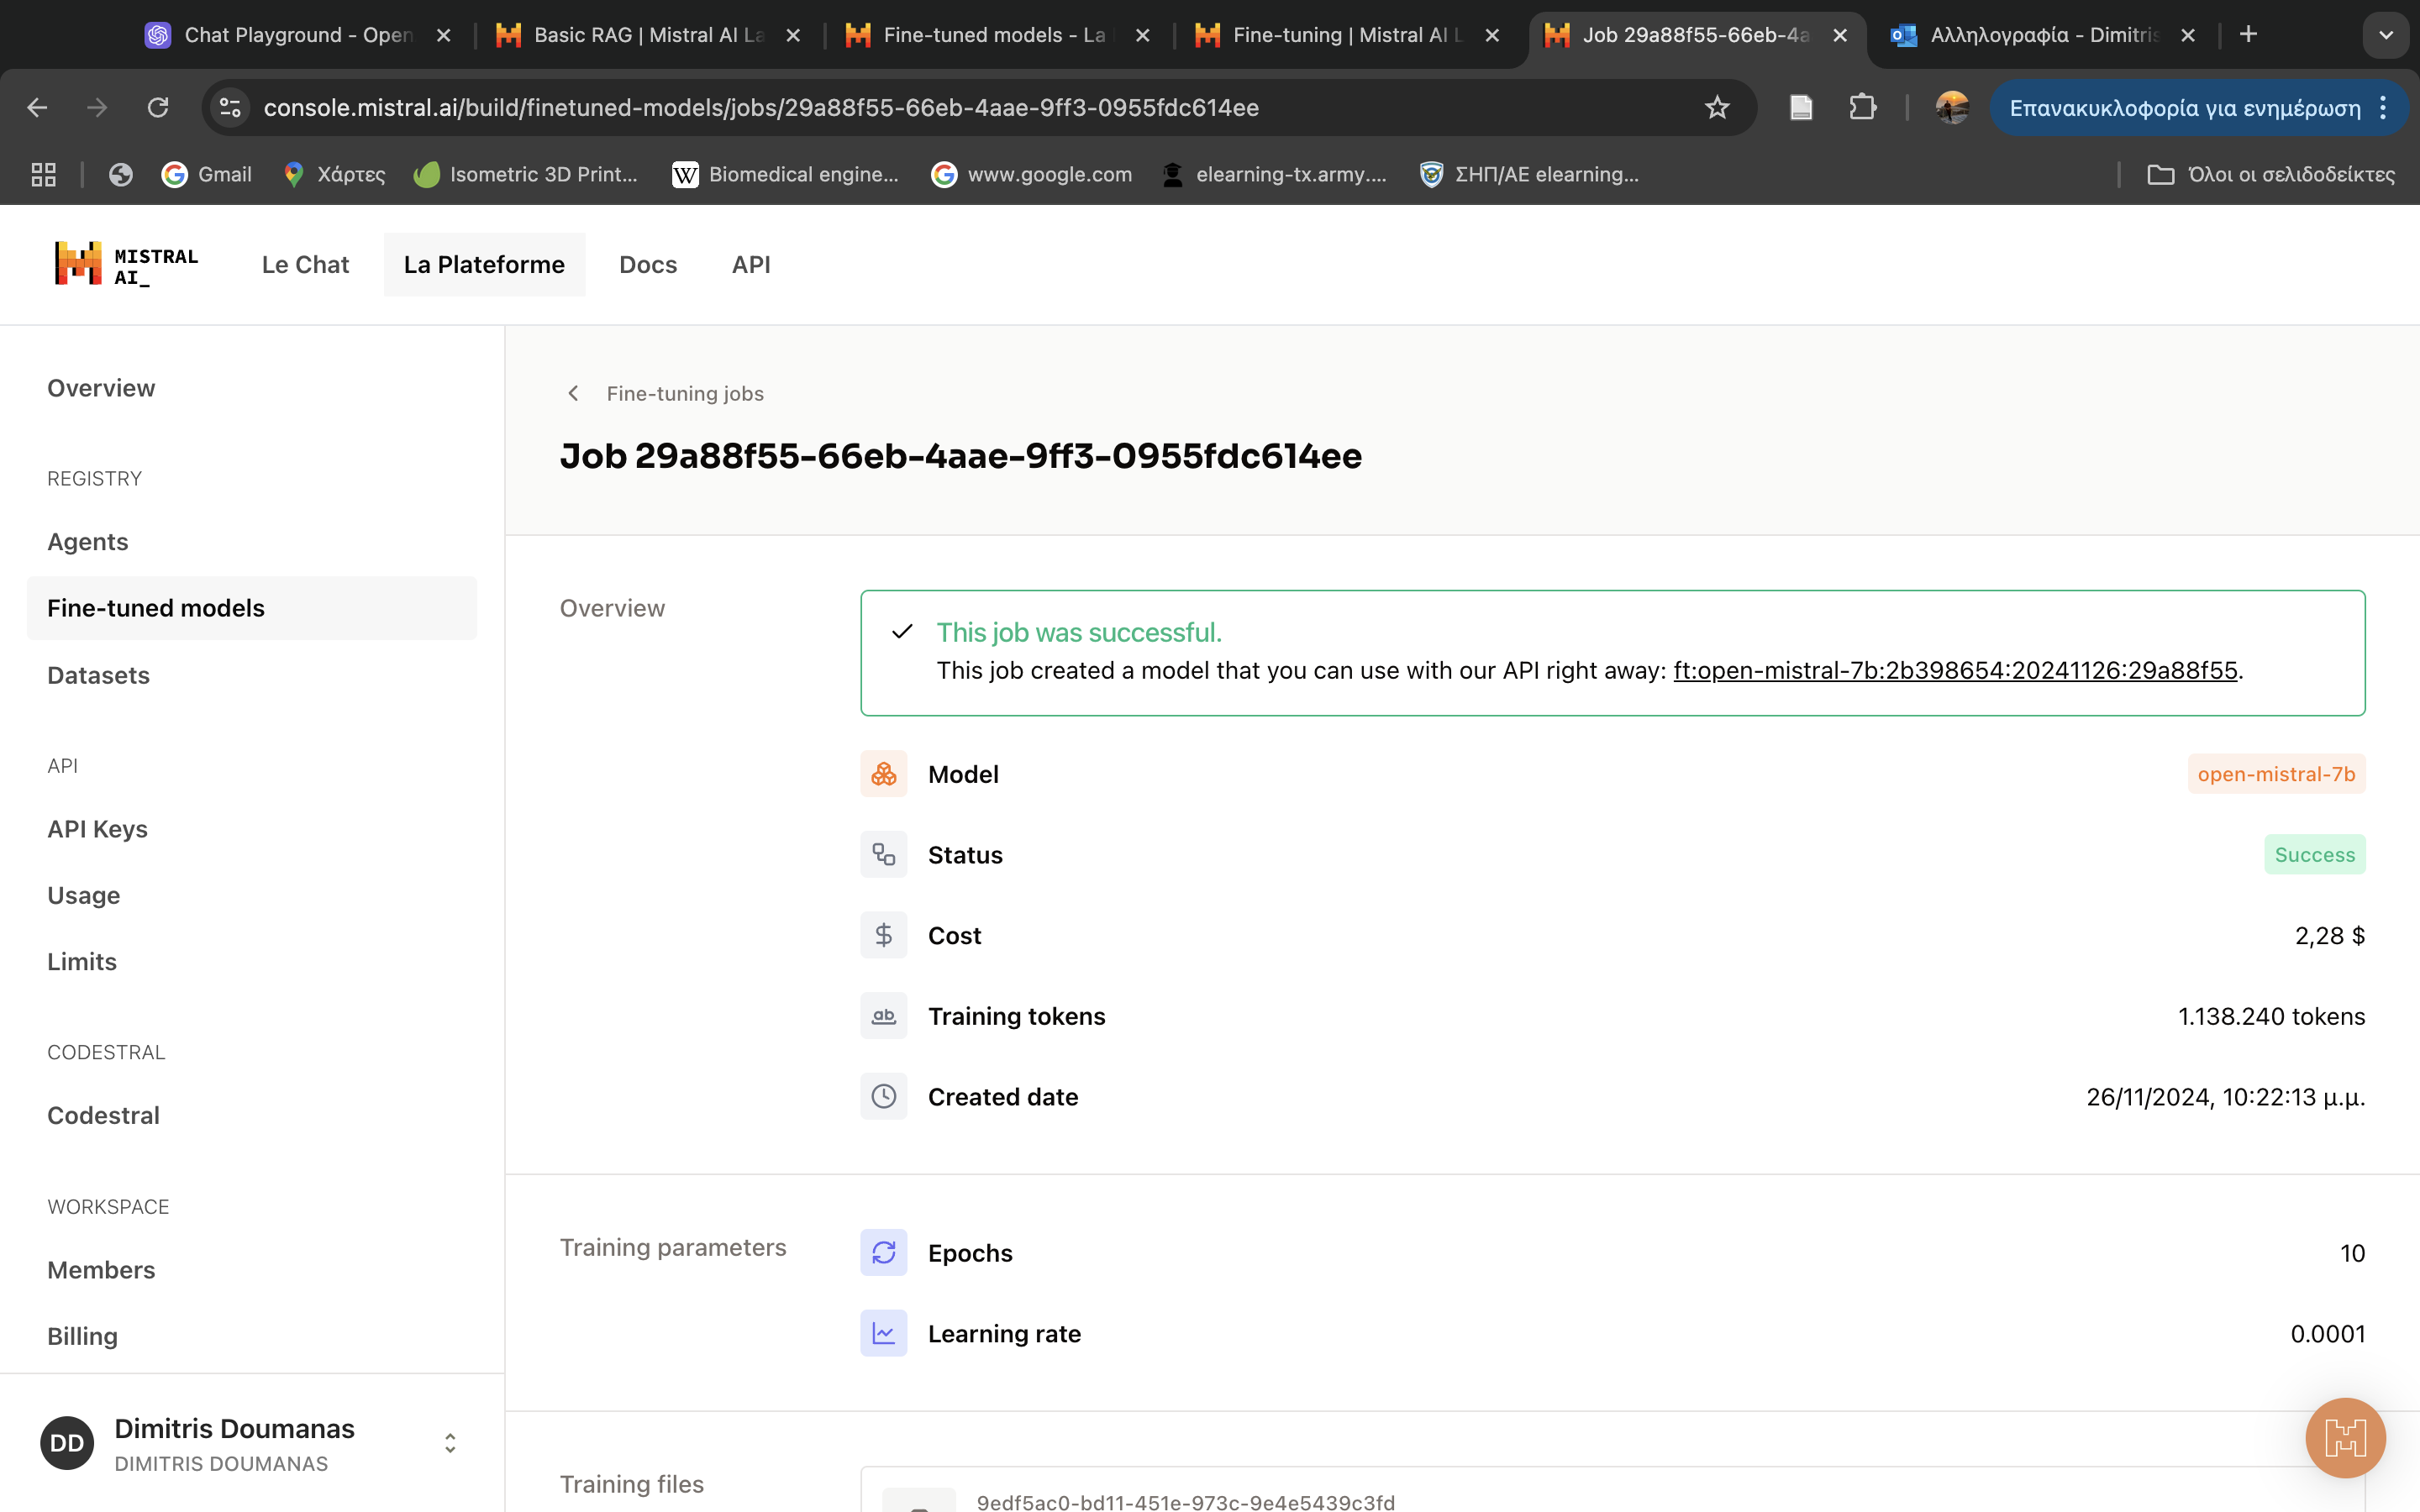 Chat Playground - Open
Basic RAG | Mistral AI La
Fine-tuned models - La
Fine-tuning | Mistral AI L
Job 29a88f55-66eb-4aa
Αλληλογραφία - Dimitris
console.mistral.ai/build/finetuned-models/jobs/29a88f55-66eb-4aae-9ff3-0955fdc614ee
Επανακυκλοφορία για ενημέρωση
Gmail
Χάρτες
Isometric 3D Print...
W
Biomedical engine...
www.google.com
elearning-tx.army....
ΣΗΠ/ΑΕ elearning...
Όλοι οι σελιδοδείκτες
MISTRAL
AI_
Le Chat
La Plateforme
Docs
API
Overview
REGISTRY
Agents
Fine-tuned models
Datasets
API
API Keys
Usage
Limits
CODESTRAL
Codestral
WORKSPACE
Members
Billing
DD
Dimitris Doumanas
DIMITRIS DOUMANAS
Fine-tuning jobs
Job 29a88f55-66eb-4aae-9ff3-0955fdc614ee
Overview
This job was successful.
This job created a model that you can use with our API right away: ft:open-mistral-7b:2b398654:20241126:29a88f55.
Model
open-mistral-7b
Status
Success
$
Cost
2,28 $
ab
Training tokens
1.138.240 tokens
Created date
26/11/2024, 10:22:13 μ.μ.
Training parameters
Epochs
10
Learning rate
0.0001
Training files
9edf5ac0-bd11-451e-973c-9e4e5439c3fd